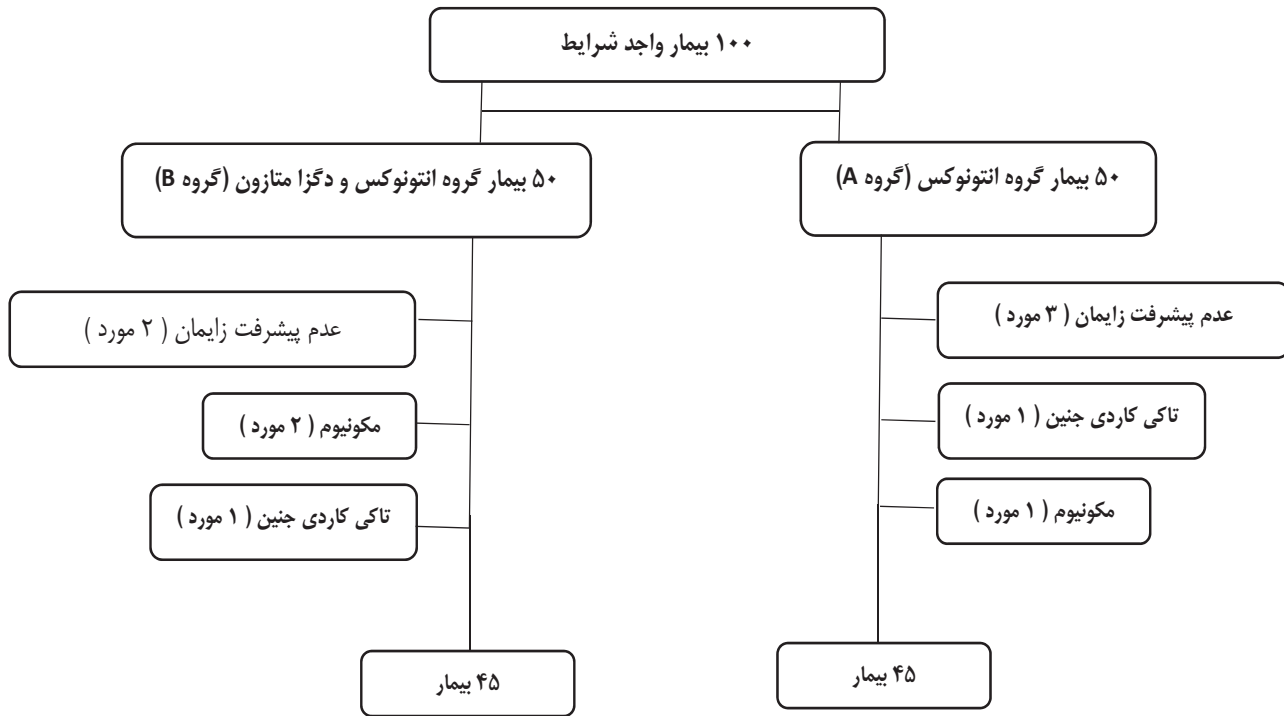 ۱۰۰ بیمار واجد شرایط
۵۰ بیمار گروه انتونوکس (گروه A)
۵۰ بیمار گروه انتونوکس و دگزا متازون (گروه B)
عدم پیشرفت زایمان ( ۳ مورد )
عدم پیشرفت زایمان ( ۲ مورد )
تاکی کاردی جنین ( ۱ مورد )
مکونیوم ( ۲ مورد )
مکونیوم ( ۱ مورد )
تاکی کاردی جنین ( ۱ مورد )
۴۵ بیمار
۴۵ بیمار